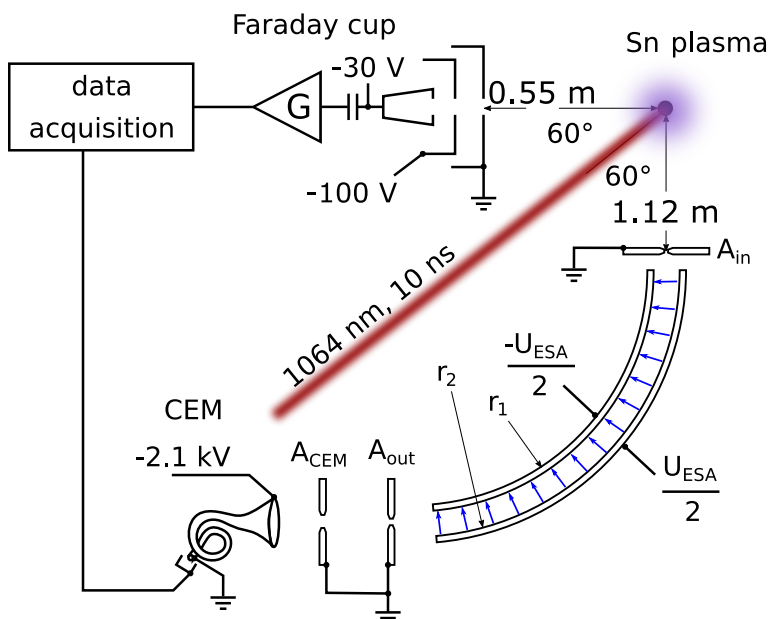 Faraday cup
Sn plasma
data
acquisition
G
-30 V
-100 V
0.55 m
60°
60°
1.12 m
A_in
1064 nm, 10 ns
-U_ESA
2
r_2
r_1
U_ESA
2
CEM
-2.1 kV
A_CEM
A_out